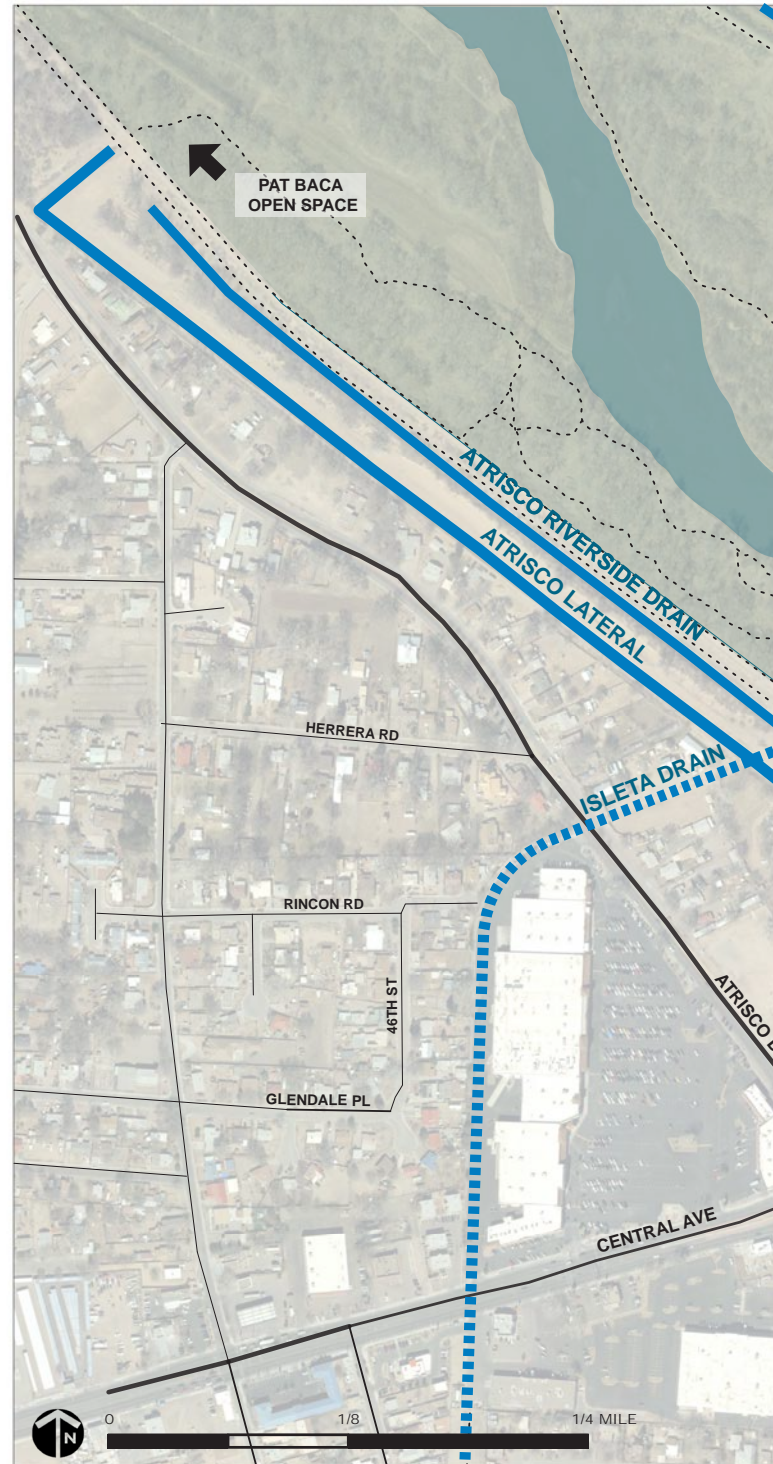 PAT BACA
OPEN SPACE
ATRISCO RIVERSIDE DRAIN
ATRISCO LATERAL
HERRERA RD
ISLETA DRAIN
RINCON RD
46TH ST
ATRISCO
GLENDALE PL
CENTRAL AVE
N
0 1/8 1/4 MILE